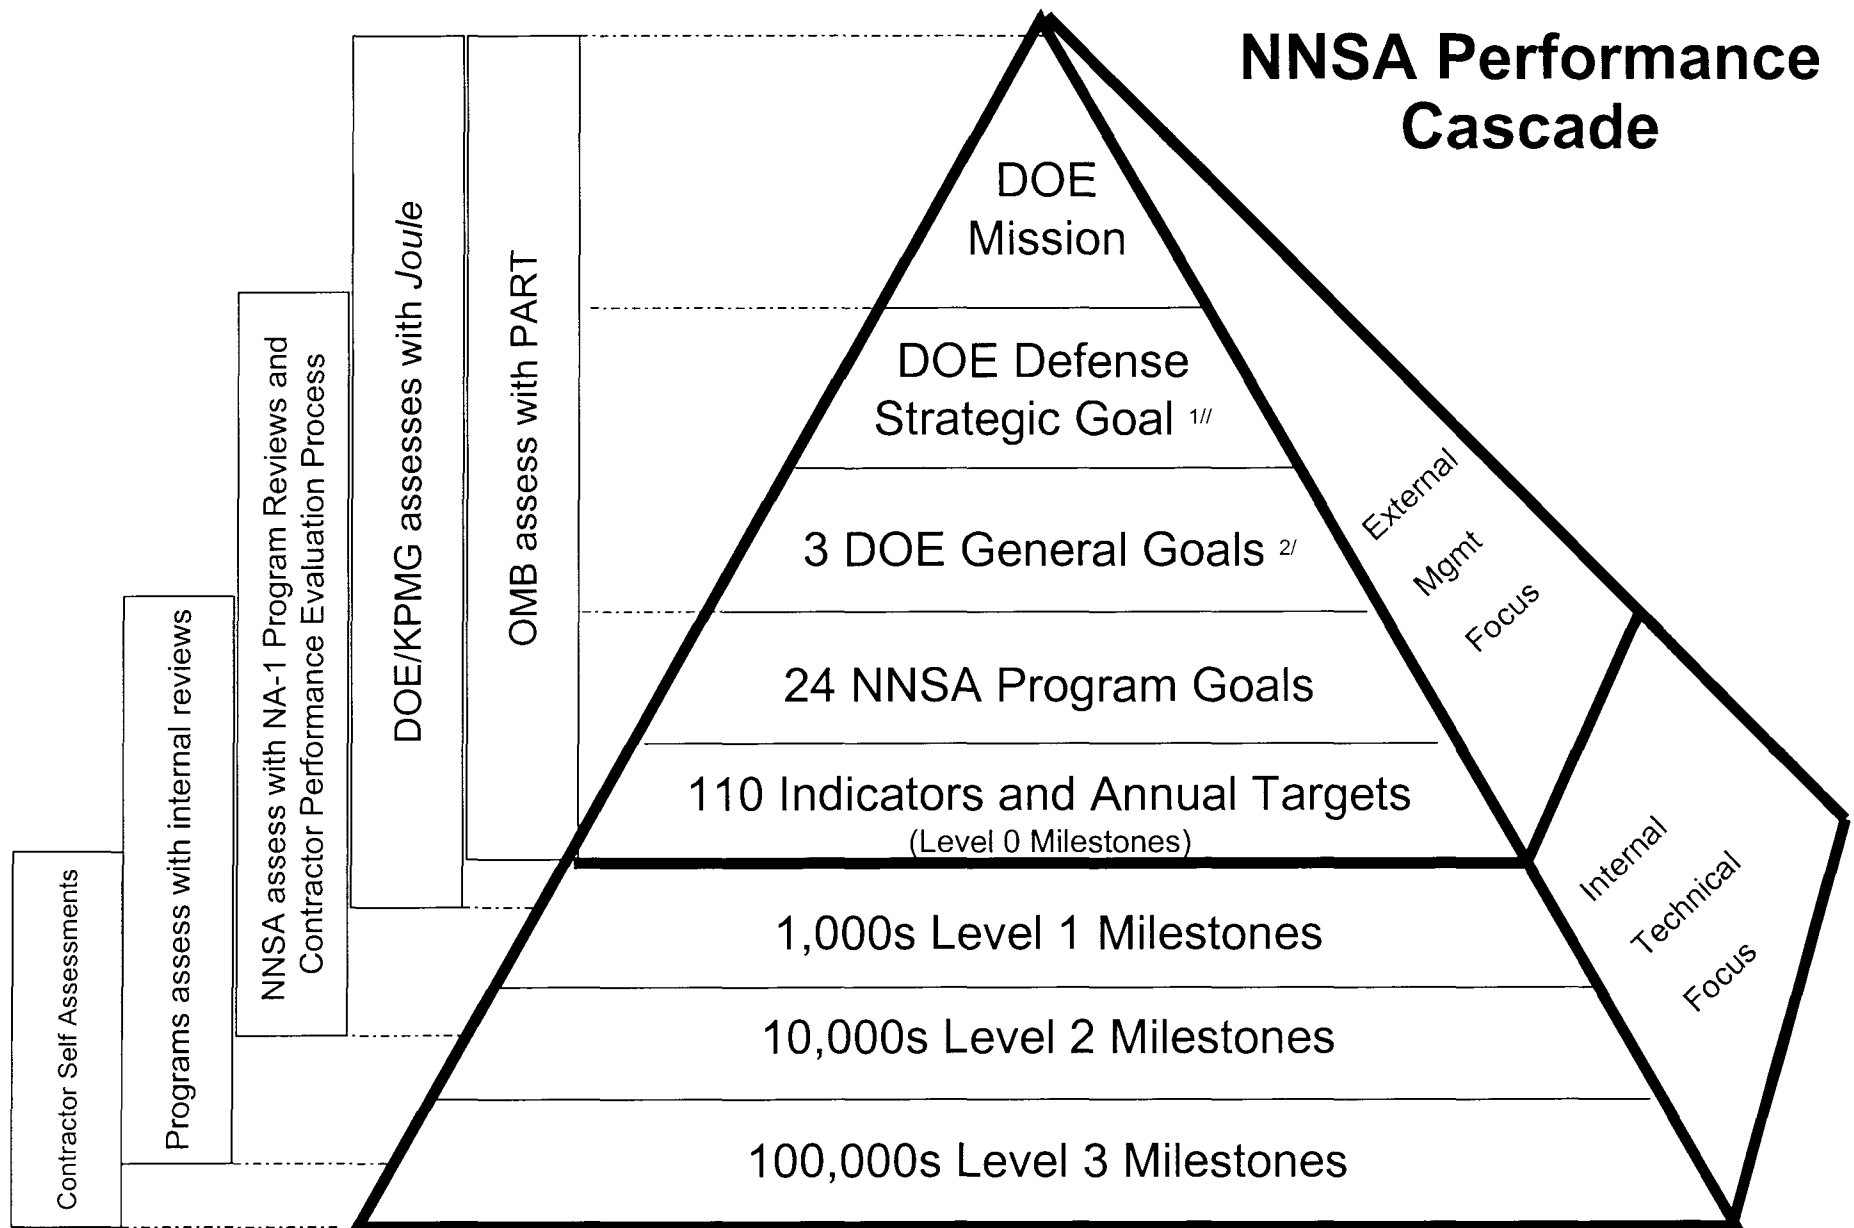 NNSA Performance
Cascade
DOE
Mission
DOE Defense
Strategic Goal 1//
3 DOE General Goals 2/
24 NNSA Program Goals
110 Indicators and Annual Targets
(Level 0 Milestones)
1,000s Level 1 Milestones
10,000s Level 2 Milestones
100,000s Level 3 Milestones
External
Mgmt
Focus
Internal
Technical
Focus
Contractor Self Assessments
Programs assess with internal reviews
NNSA assess with NA-1 Program Reviews and
Contractor Performance Evaluation Process
DOE/KPMG assesses with Joule
OMB assess with PART